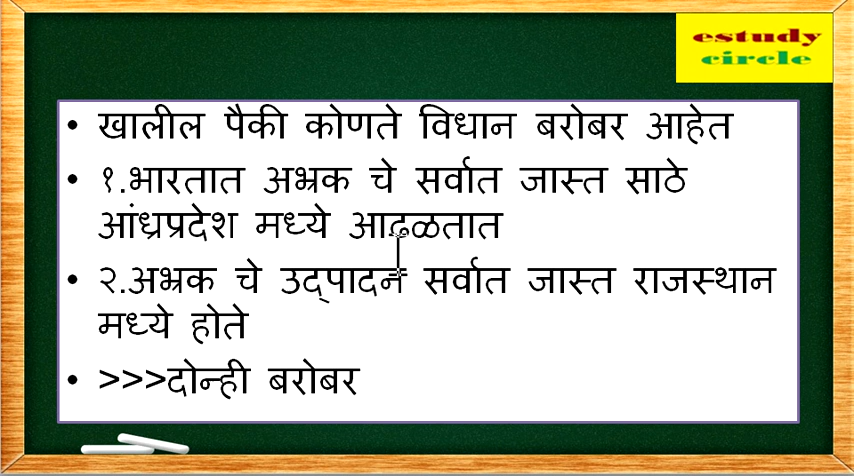 estudy
circle
• खालील पैकी कोणते विधान बरोबर आहेत
• १.भारतात अभ्रक चे सर्वात जास्त साठे
आंध्रप्रदेश मध्ये आढळतात
• २.अभ्रक चे उद्पादन सर्वात जास्त राजस्थान
मध्ये होते
• >>>दोन्ही बरोबर